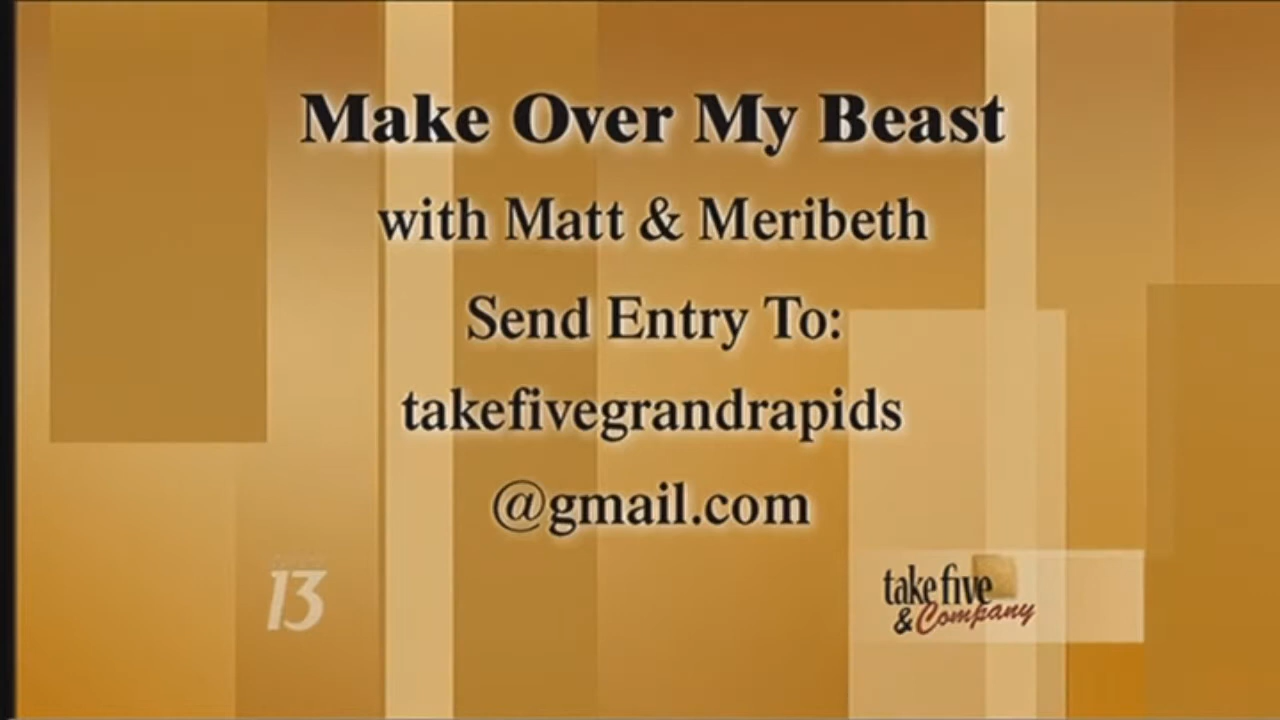 Make Over My Beast
with Matt & Meribeth
Send Entry To:
takefivegrandrapids
@gmail.com
13
take five
& Company